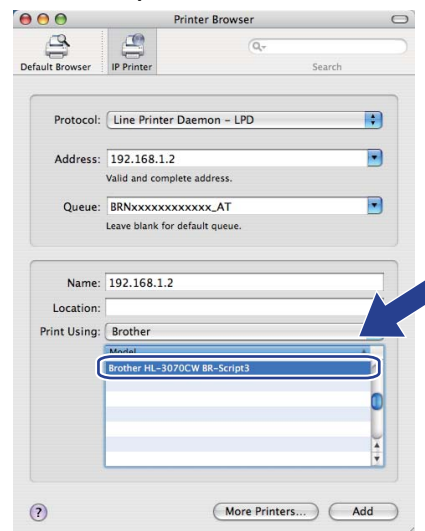 Printer Browser
Default Browser
IP Printer
Q
Search
Protocol: Line Printer Daemon – LPD
Address: 192.168.1.2
Valid and complete address.
Queue: BRNxxxxxxxxxxxx_AT
Leave blank for default queue.
Name: 192.168.1.2
Location:
Print Using: Brother
Model
Brother HL-3070CW BR-Script3
?
More Printers...
Add